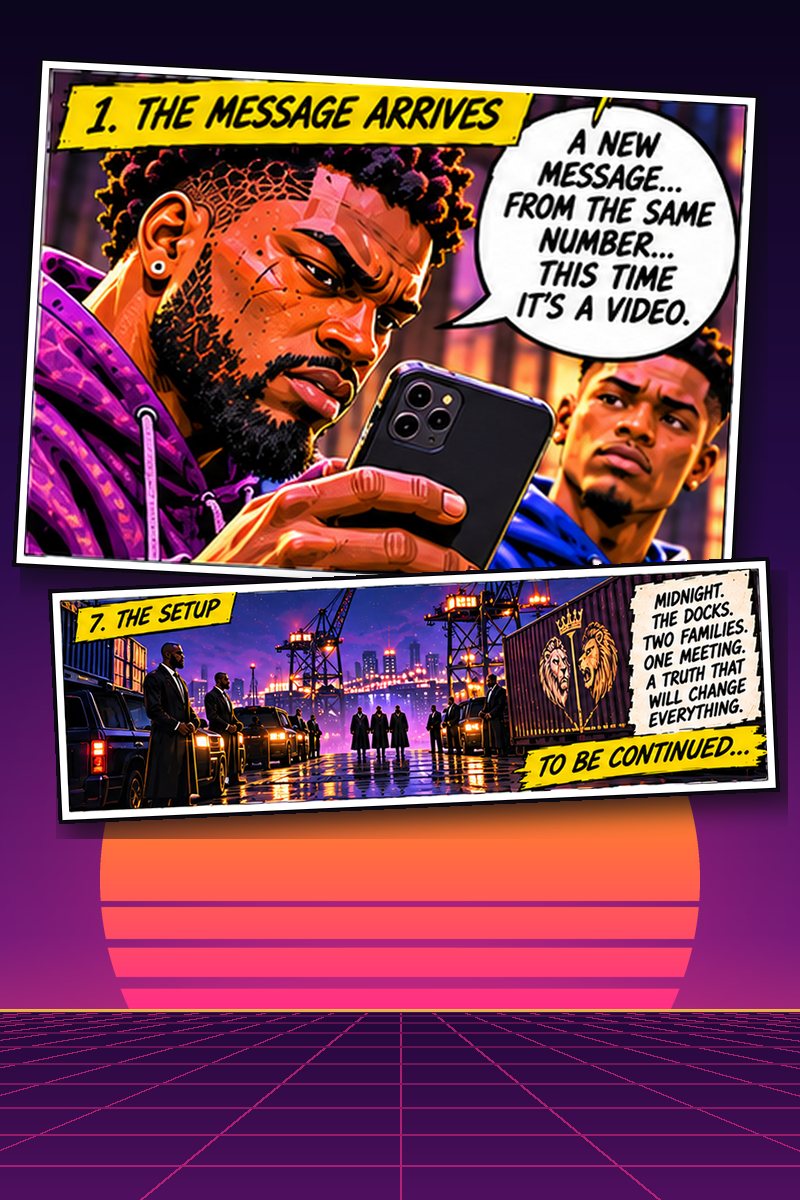 1. THE MESSAGE ARRIVES
A NEW
MESSAGE...
FROM THE SAME
NUMBER...
THIS TIME
IT'S A VIDEO.
7. THE SETUP
MIDNIGHT.
THE DOCKS.
TWO FAMILIES.
ONE MEETING.
A TRUTH THAT
WILL CHANGE
EVERYTHING.
TO BE CONTINUED...